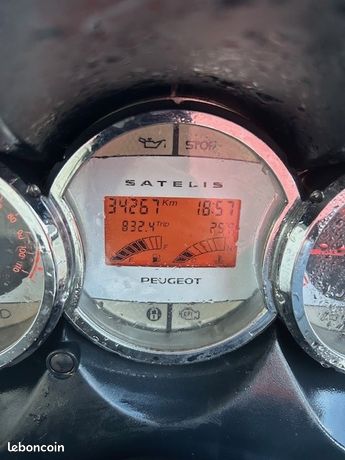 STOP
SATELIS
34267 Km 18:57
832.4 Trip
PEUGEOT
leboncoin